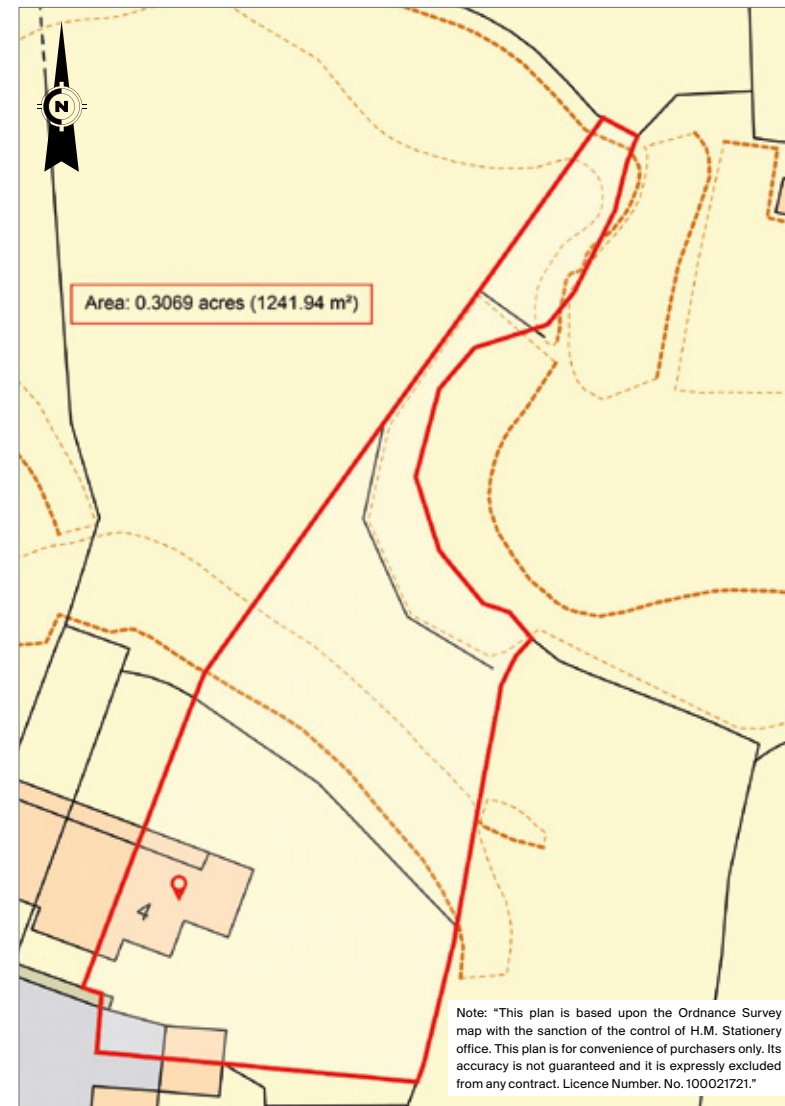 N
Area: 0.3069 acres (1241.94 m²)
4
Note: “This plan is based upon the Ordnance Survey
map with the sanction of the control of H.M. Stationery
office. This plan is for convenience of purchasers only. Its
accuracy is not guaranteed and it is expressly excluded
from any contract. Licence Number. No. 100021721.”